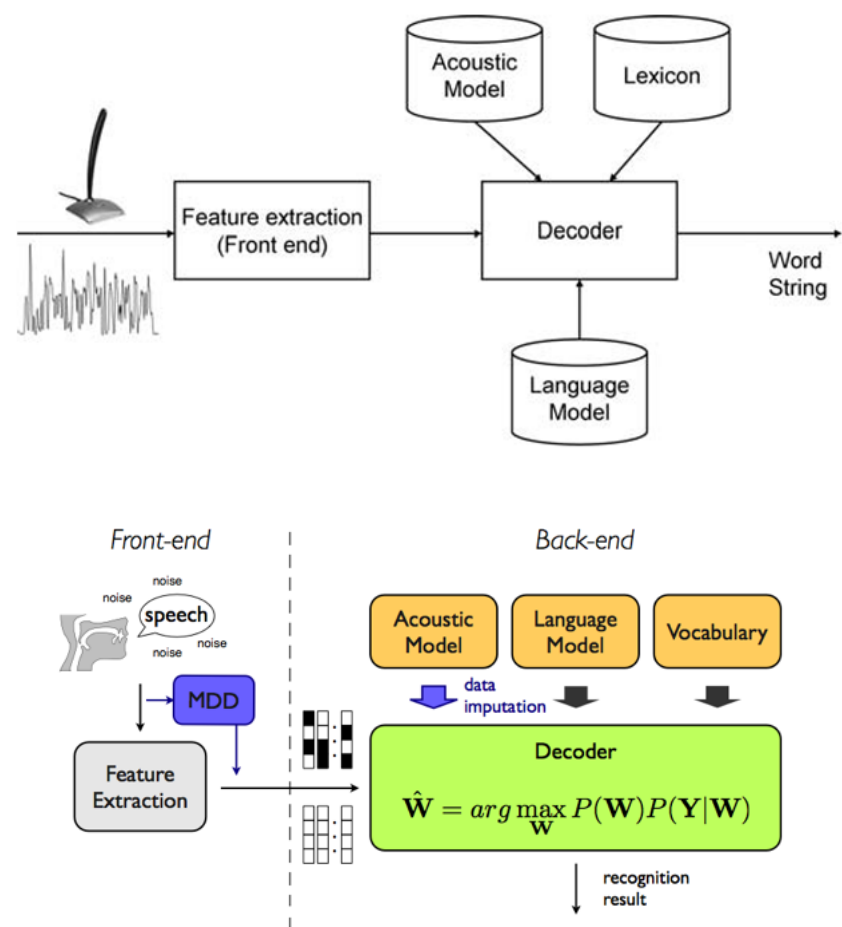 Acoustic
Model
Lexicon
Feature extraction
(Front end)
Decoder
Word
String
Language
Model
Front-end
Back-end
noise
noise
speech
noise
noise
Acoustic
Model
Language
Model
Vocabulary
MDD
data
imputation
Feature
Extraction
Decoder
Ŵ = arg max P(W)P(Y|W)
W
recognition
result